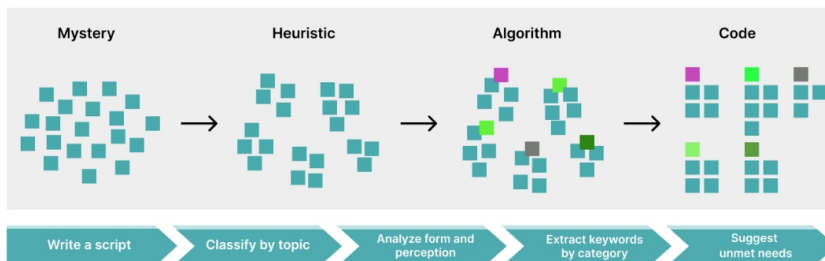 Mystery
Heuristic
Algorithm
Code
Write a script
Classify by topic
Analyze form and
perception
Extract keywords
by category
Suggest
unmet needs